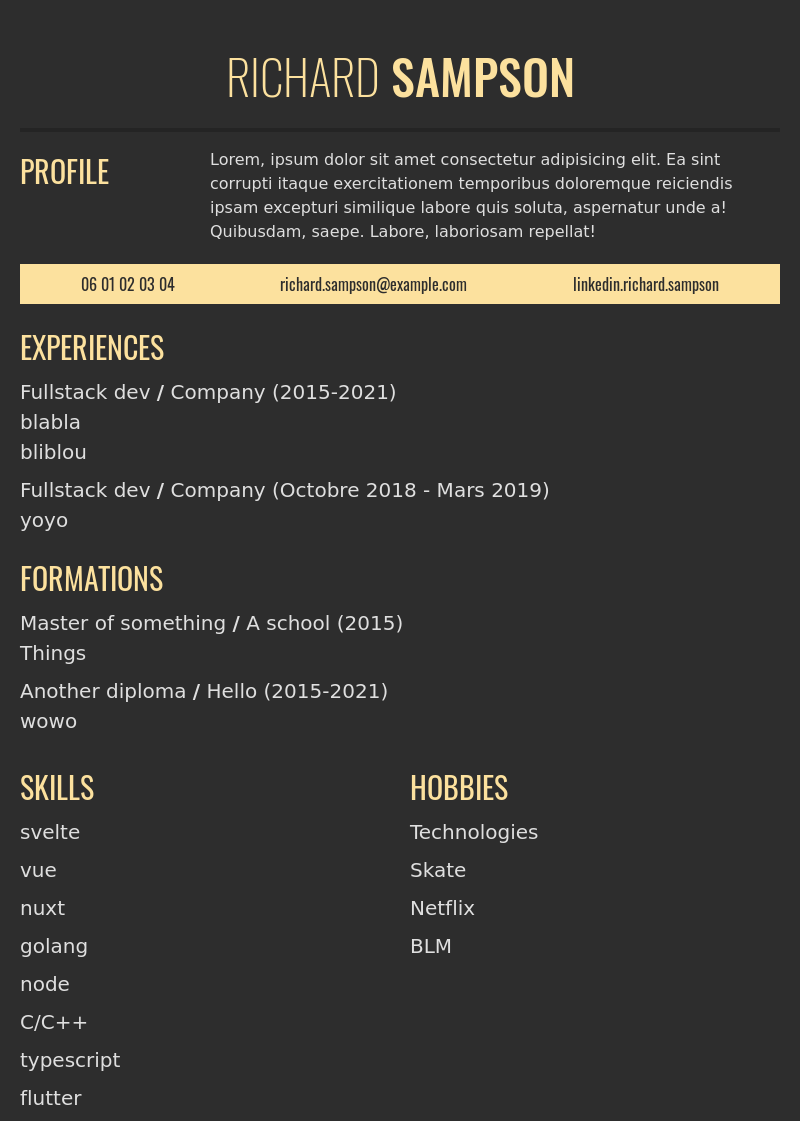 RICHARD SAMPSON
PROFILE
Lorem, ipsum dolor sit amet consectetur adipisicing elit. Ea sint
corrupti itaque exercitationem temporibus doloremque reiciendis
ipsam excepturi similique labore quis soluta, aspernatur unde a!
Quibusdam, saepe. Labore, laboriosam repellat!
06 01 02 03 04 richard.sampson@example.com linkedin.richard.sampson
EXPERIENCES
Fullstack dev / Company (2015-2021)
blabla
bliblou
Fullstack dev / Company (Octobre 2018 - Mars 2019)
yoyo
FORMATIONS
Master of something / A school (2015)
Things
Another diploma / Hello (2015-2021)
wowo
SKILLS
svelte
vue
nuxt
golang
node
C/C++
typescript
flutter
HOBBIES
Technologies
Skate
Netflix
BLM